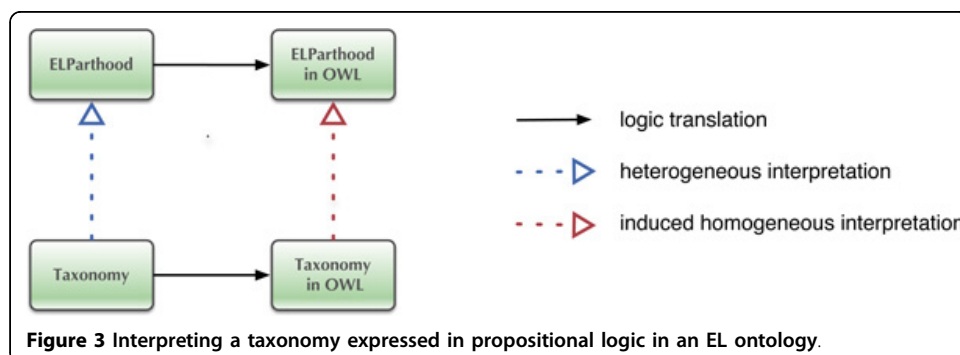 ELParthood
ELParthood
in OWL
logic translation
heterogeneous interpretation
induced homogeneous interpretation
Taxonomy
Taxonomy
in OWL
Figure 3 Interpreting a taxonomy expressed in propositional logic in an EL ontology.